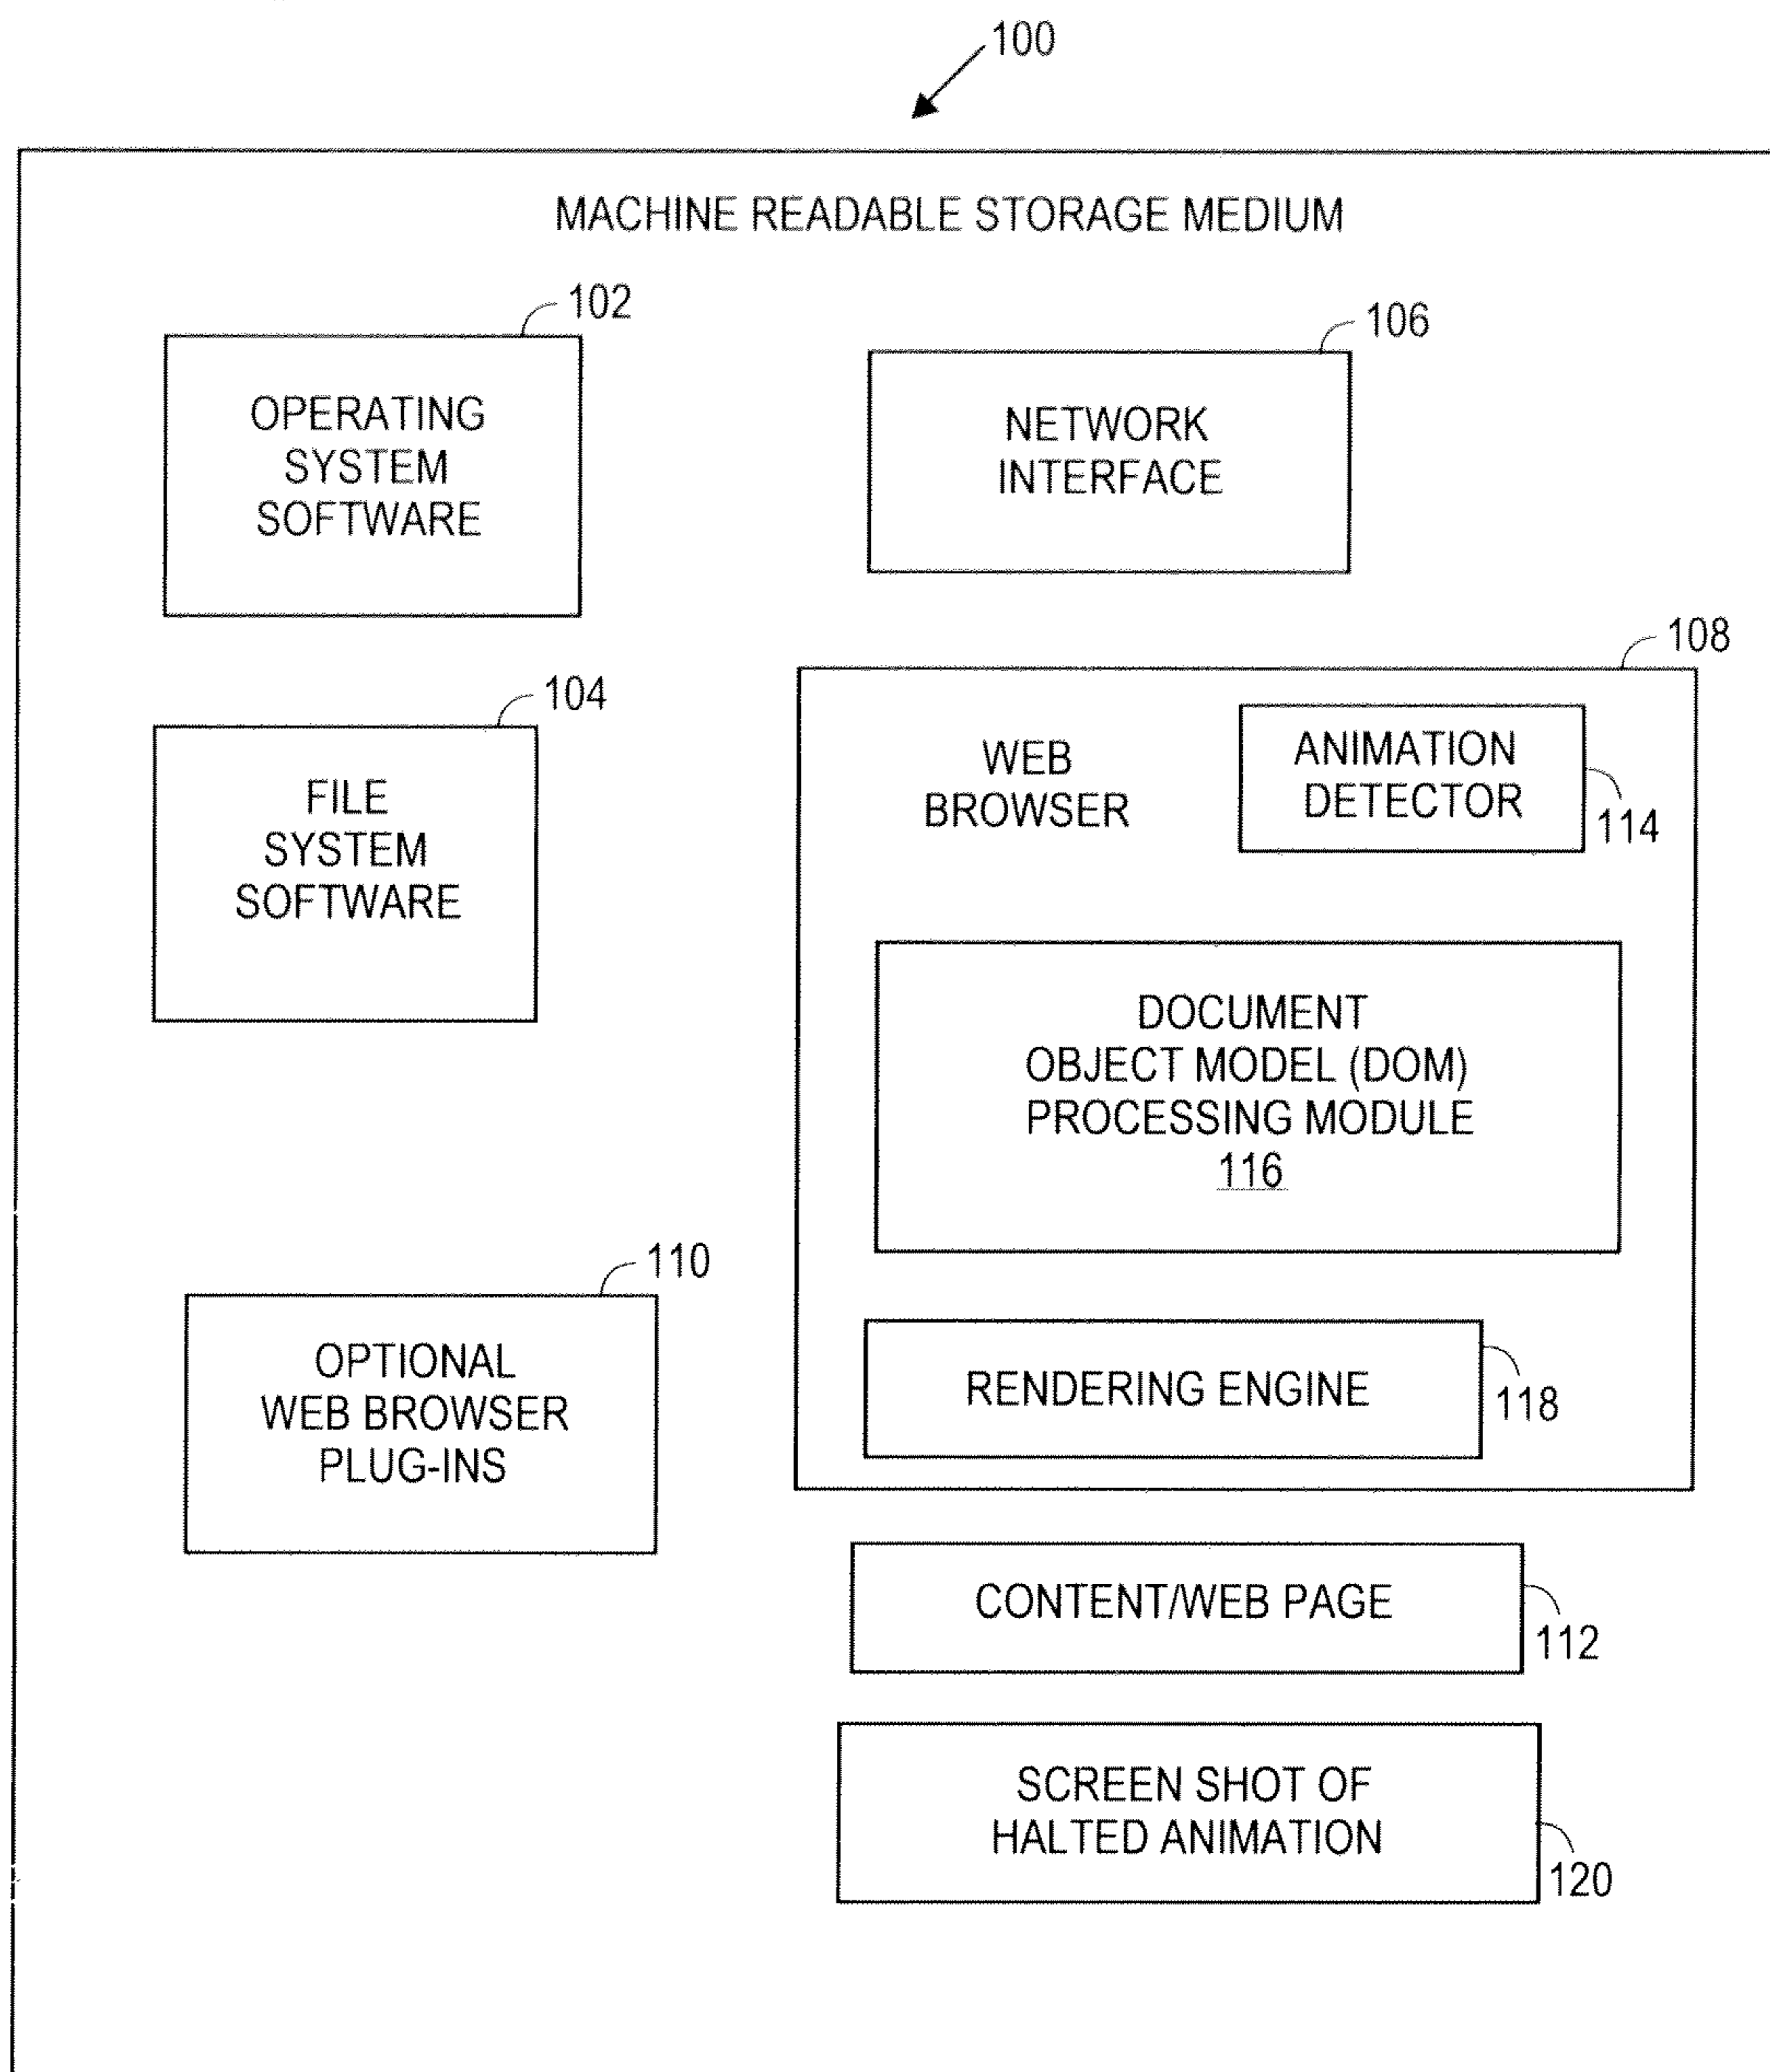 100
MACHINE READABLE STORAGE MEDIUM
102
OPERATING
SYSTEM
SOFTWARE
106
NETWORK
INTERFACE
104
FILE
SYSTEM
SOFTWARE
108
WEB
BROWSER
ANIMATION
DETECTOR
114
DOCUMENT
OBJECT MODEL (DOM)
PROCESSING MODULE
116
110
OPTIONAL
WEB BROWSER
PLUG-INS
RENDERING ENGINE
118
CONTENT/WEB PAGE
112
SCREEN SHOT OF
HALTED ANIMATION
120